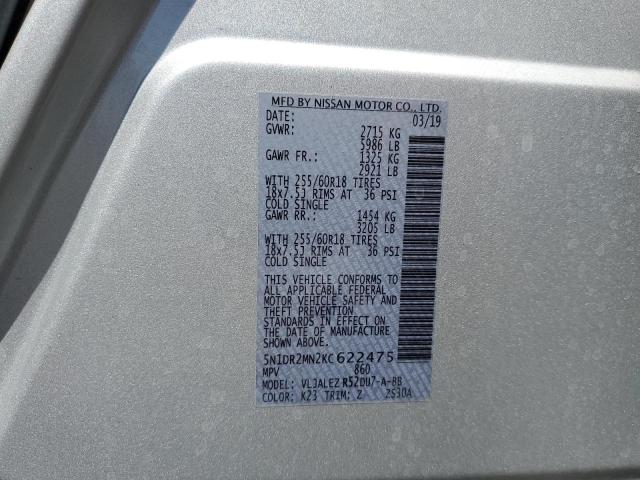 MFD BY NISSAN MOTOR CO., LTD.
DATE: 03/19
GVWR: 2715 KG
5986 LB
GAWR FR.: 1325 KG
2921 LB
WITH 255/60R18 TIRES
18x7.5J RIMS AT 36 PSI
COLD SINGLE
GAWR RR.: 1454 KG
3205 LB
WITH 255/60R18 TIRES
18x7.5J RIMS AT 36 PSI
COLD SINGLE
THIS VEHICLE CONFORMS TO
ALL APPLICABLE FEDERAL
MOTOR VEHICLE SAFETY AND
THEFT PREVENTION
STANDARDS IN EFFECT ON
THE DATE OF MANUFACTURE
SHOWN ABOVE.
5N1DR2MN2KC622475
MPV 860
MODEL: VLJALEZ R52DU7-A-BB
COLOR: K23 TRIM: Z ZS30A